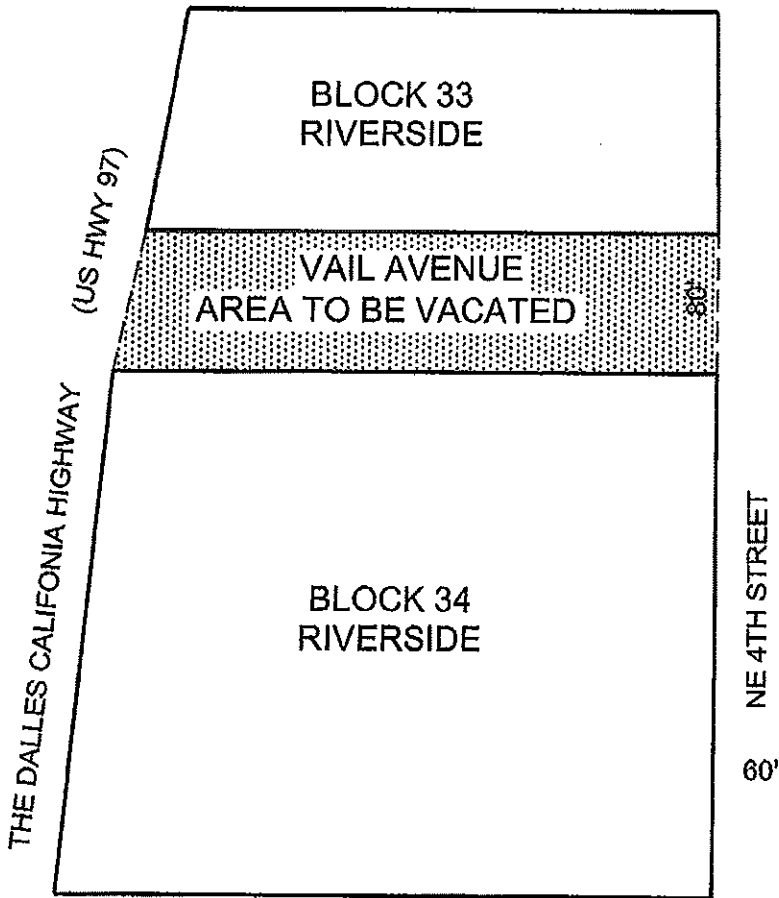 BLOCK 33
RIVERSIDE
(US HWY 97)
VAIL AVENUE
AREA TO BE VACATED
80'
THE DALLES CALIFONIA HIGHWAY
BLOCK 34
RIVERSIDE
NE 4TH STREET
60'